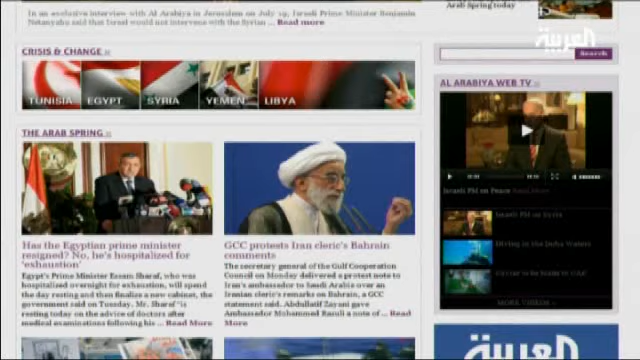 In an exclusive interview with Al Arabiya in Jerusalem on July 19, Israeli Prime Minister Benjamin
Netanyahu said that Israel would not intervene with the Syrian ... Read more
Arab Spring today
العربية
Search
CRISIS & CHANGE
TUNISIA
EGYPT
SYRIA
YEMEN
LIBYA
THE ARAB SPRING
Has the Egyptian prime minister
resigned? No, he's hospitalized for
'exhaustion'
Egypt's Prime Minister Essam Sharaf, who was
hospitalized overnight for exhaustion, will spend
the day resting and then finalize a new cabinet, the
government said on Tuesday. Mr. Sharaf "is
resting today on the advice of doctors after
medical examinations following his ... Read More
GCC protests Iran cleric's Bahrain
comments
The secretary general of the Gulf Cooperation
Council on Monday delivered a protest note to
Iran's ambassador to Saudi Arabia over an
Iranian clerics remarks on Bahrain, a GCC
statement said. Abdullatif Zayani gave
Ambassador Mohammed Rasuli a note of...
Read More
AL ARABIYA WEB TV
Israeli PM on Peace Read More
Israeli PM on Syria
Diving in the Doha Waters
MORE VIDEOS
العربية